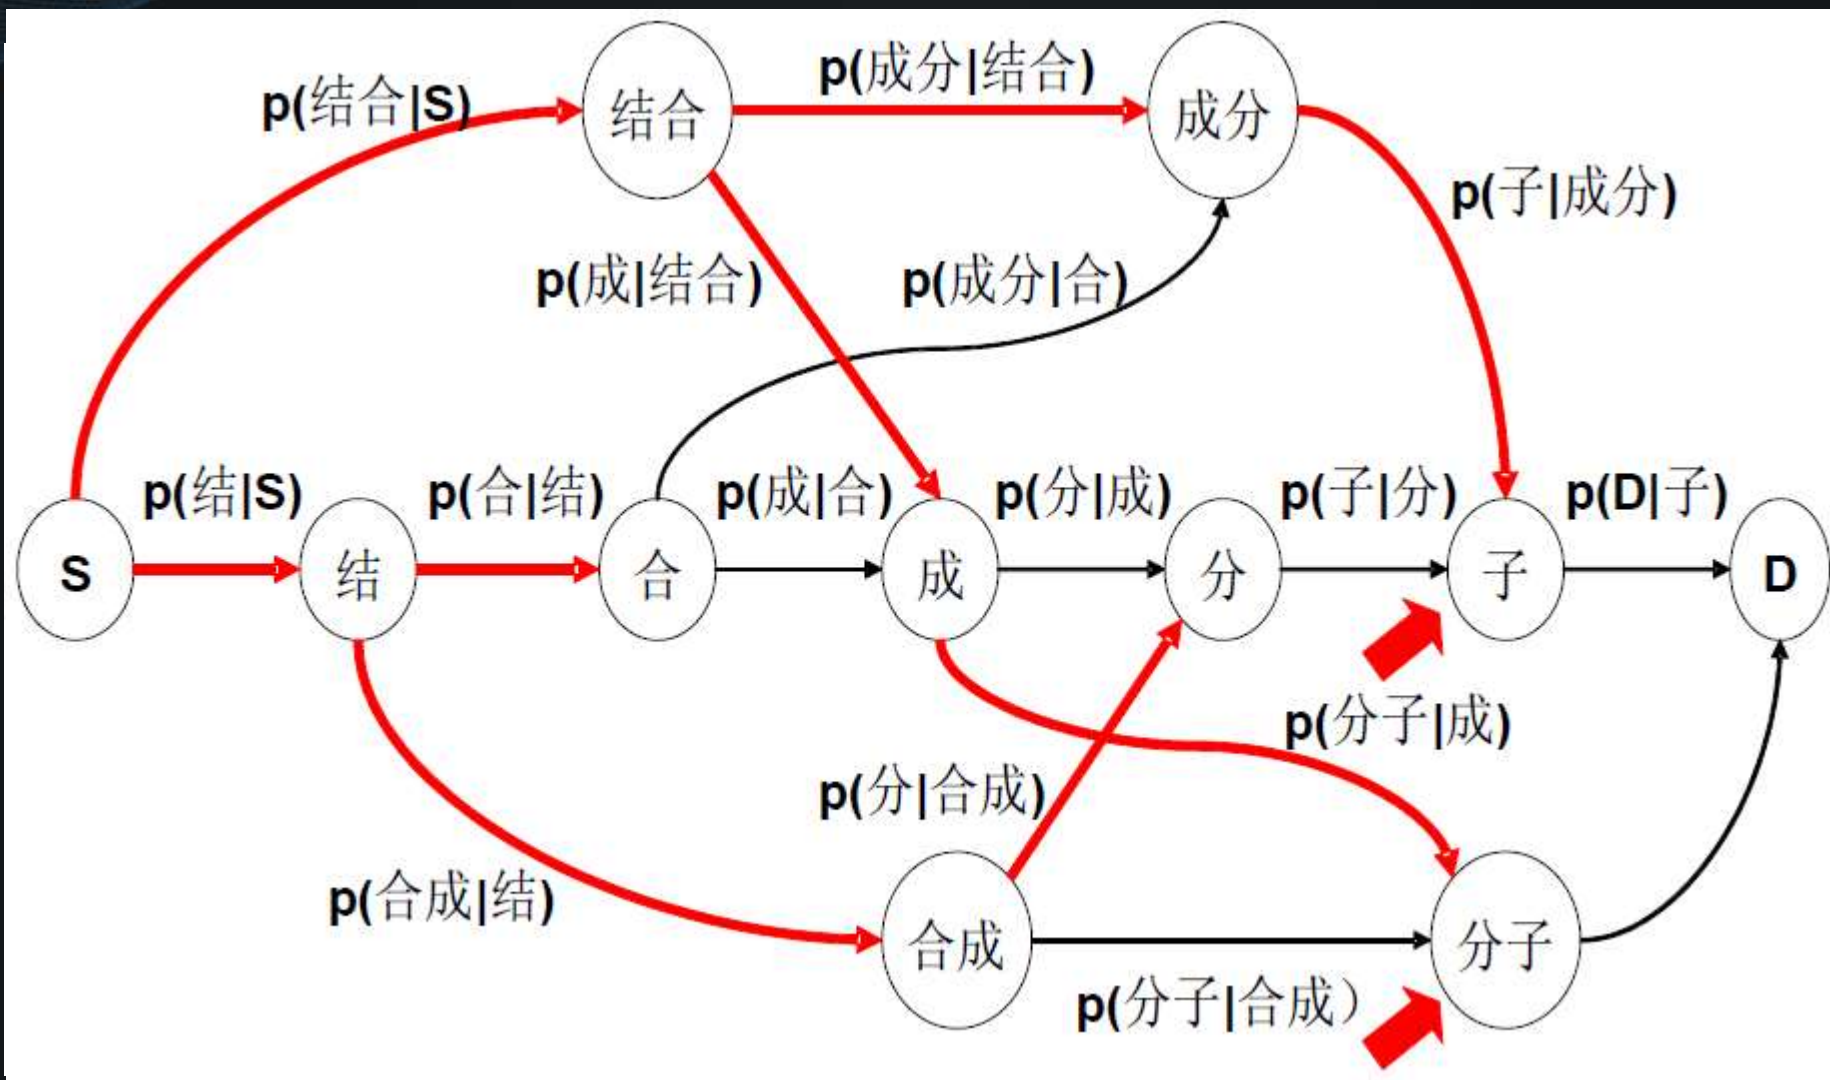 p(成分|结合)
p(结合|S)
结合
成分
p(子|成分)
p(成|结合)
p(成分|合)
p(结|S)
p(合|结)
p(成|合)
p(分|成)
p(子|分)
p(D|子)
S
结
合
成
分
子
D
p(分子|成)
p(分|合成)
p(合成|结)
合成
分子
p(分子|合成）